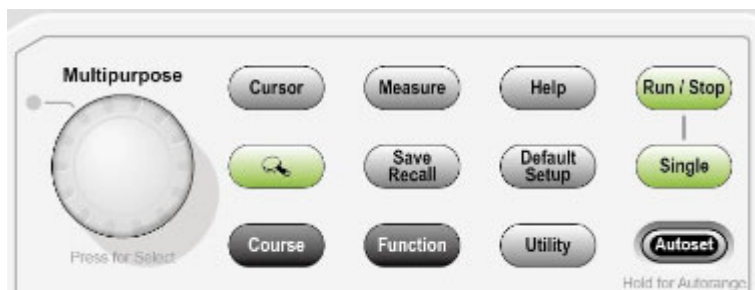 Multipurpose
Cursor
Measure
Help
Run / Stop
Save
Recall
Default
Setup
Single
Course
Function
Utility
Autoset
Press for Select
Hold for Autorange